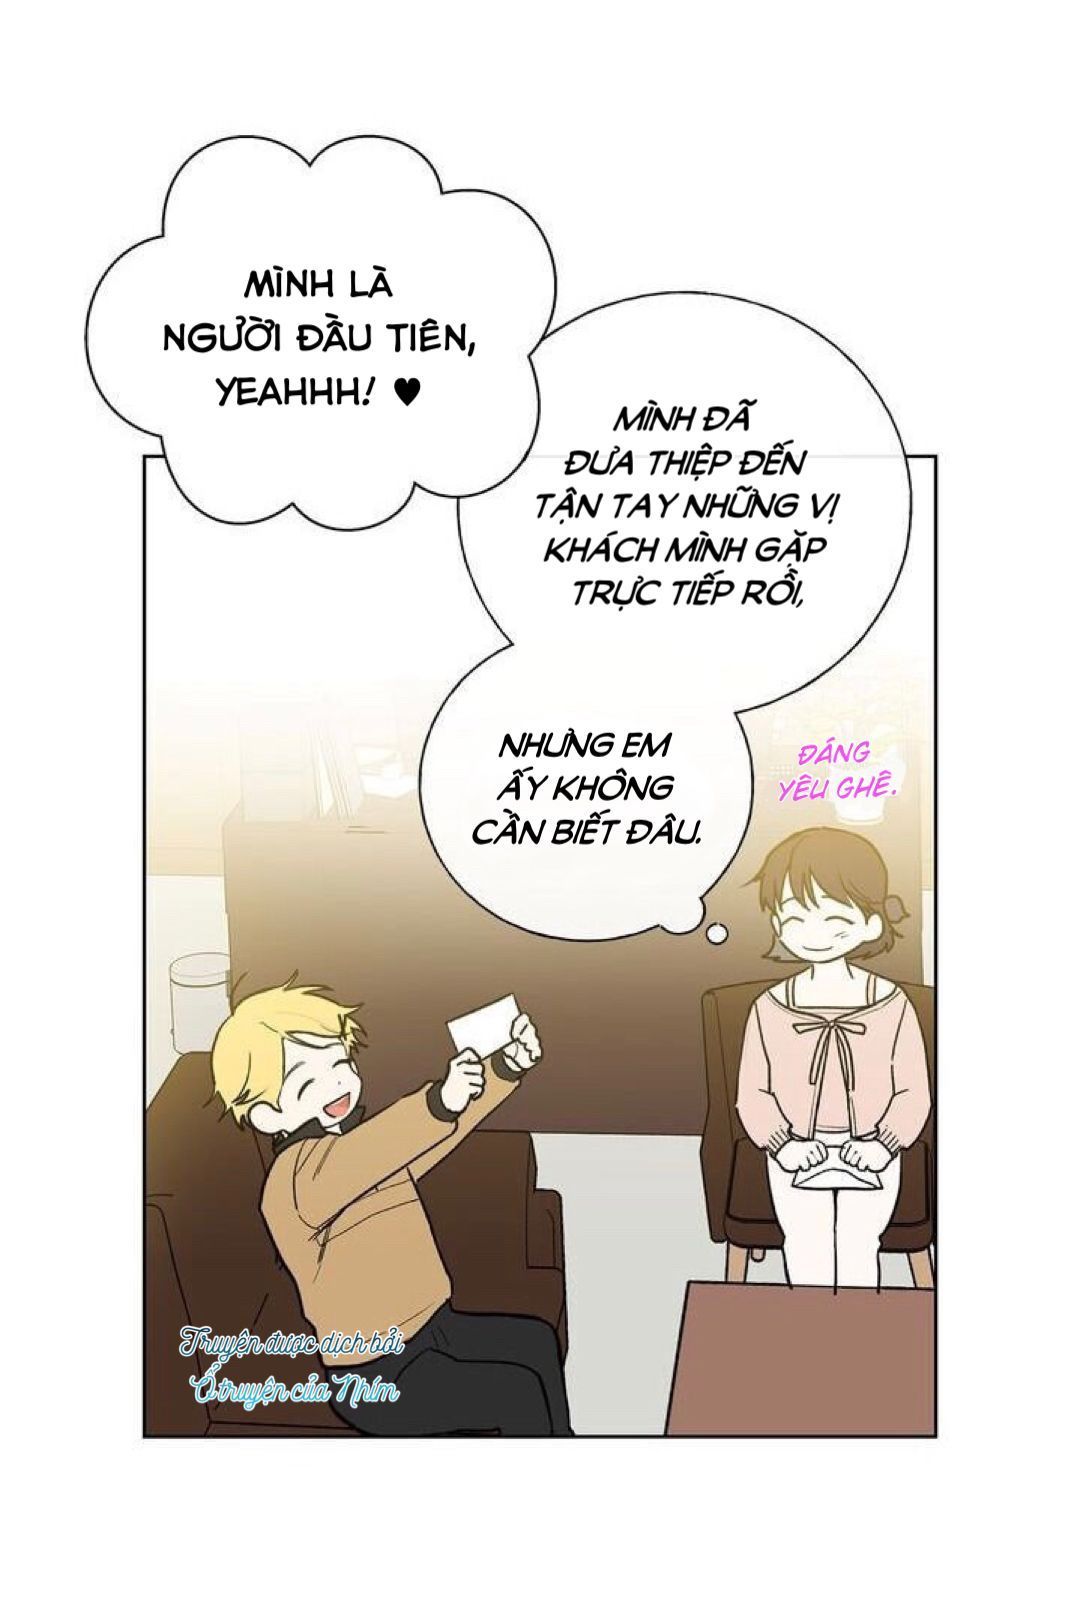 MÌNH LÀ
NGƯỜI ĐẦU TIÊN,
YEAHHH! ♥
MÌNH ĐÃ
ĐƯA THIỆP ĐẾN
TẬN TAY NHỮNG VỊ
KHÁCH MÌNH GẶP
TRỰC TIẾP RỒI,
NHƯNG EM
ẤY KHÔNG
CẦN BIẾT ĐÂU.
ĐÁNG
YÊU GHÊ.
Truyện được dịch bởi
Ổ truyện của Nhím